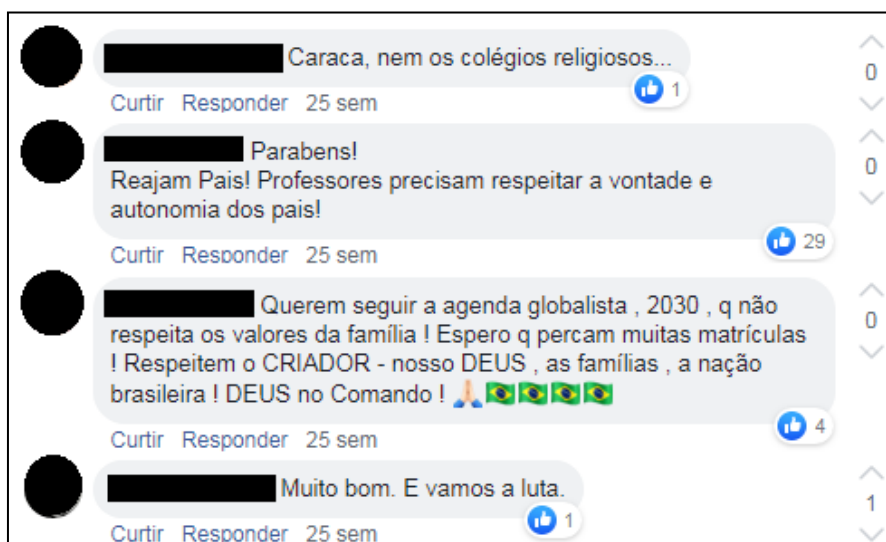 Caraca, nem os colégios religiosos...
0
1
Curtir Responder 25 sem
Parabens!
Reajam Pais! Professores precisam respeitar a vontade e
autonomia dos pais!
0
29
Curtir Responder 25 sem
Querem seguir a agenda globalista , 2030 , q não
respeita os valores da família ! Espero q percam muitas matrículas
! Respeitem o CRIADOR - nosso DEUS , as famílias , a nação
brasileira ! DEUS no Comando ! 🙏🏻🇧🇷🇧🇷🇧🇷🇧🇷
0
4
Curtir Responder 25 sem
Muito bom. E vamos a luta.
1
1
Curtir Responder 25 sem